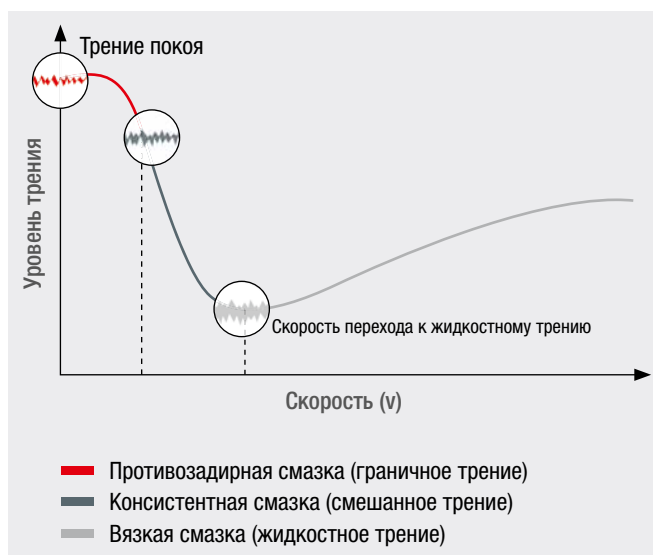 Трение покоя
Уровень трения
Скорость перехода к жидкостному трению
Скорость (v)
Противозадирная смазка (граничное трение)
Консистентная смазка (смешанное трение)
Вязкая смазка (жидкостное трение)